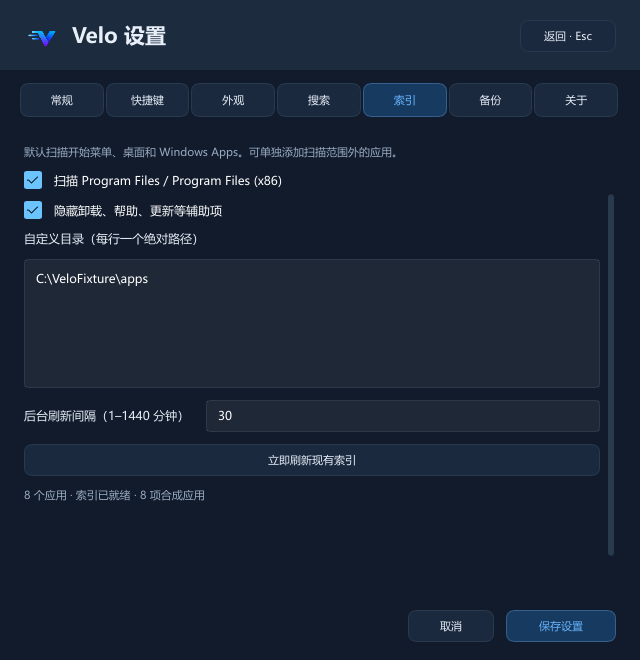 Velo 设置
返回 · Esc
常规
快捷键
外观
搜索
索引
备份
关于
默认扫描开始菜单、桌面和 Windows Apps。可单独添加扫描范围外的应用。
扫描 Program Files / Program Files (x86)
隐藏卸载、帮助、更新等辅助项
自定义目录（每行一个绝对路径）
C:\VeloFixture\apps
后台刷新间隔（1–1440 分钟）
30
立即刷新现有索引
8 个应用 · 索引已就绪 · 8 项合成应用
取消
保存设置